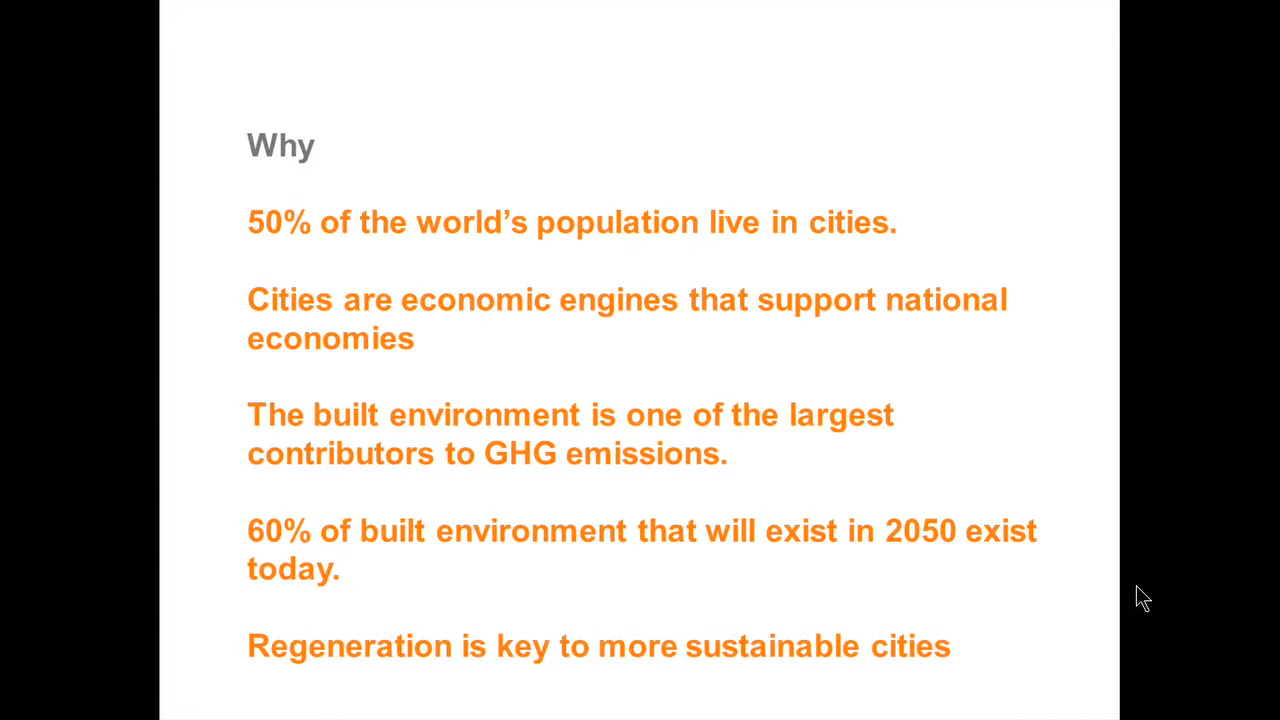 Why
50% of the world’s population live in cities.
Cities are economic engines that support national
economies
The built environment is one of the largest
contributors to GHG emissions.
60% of built environment that will exist in 2050 exist
today.
Regeneration is key to more sustainable cities